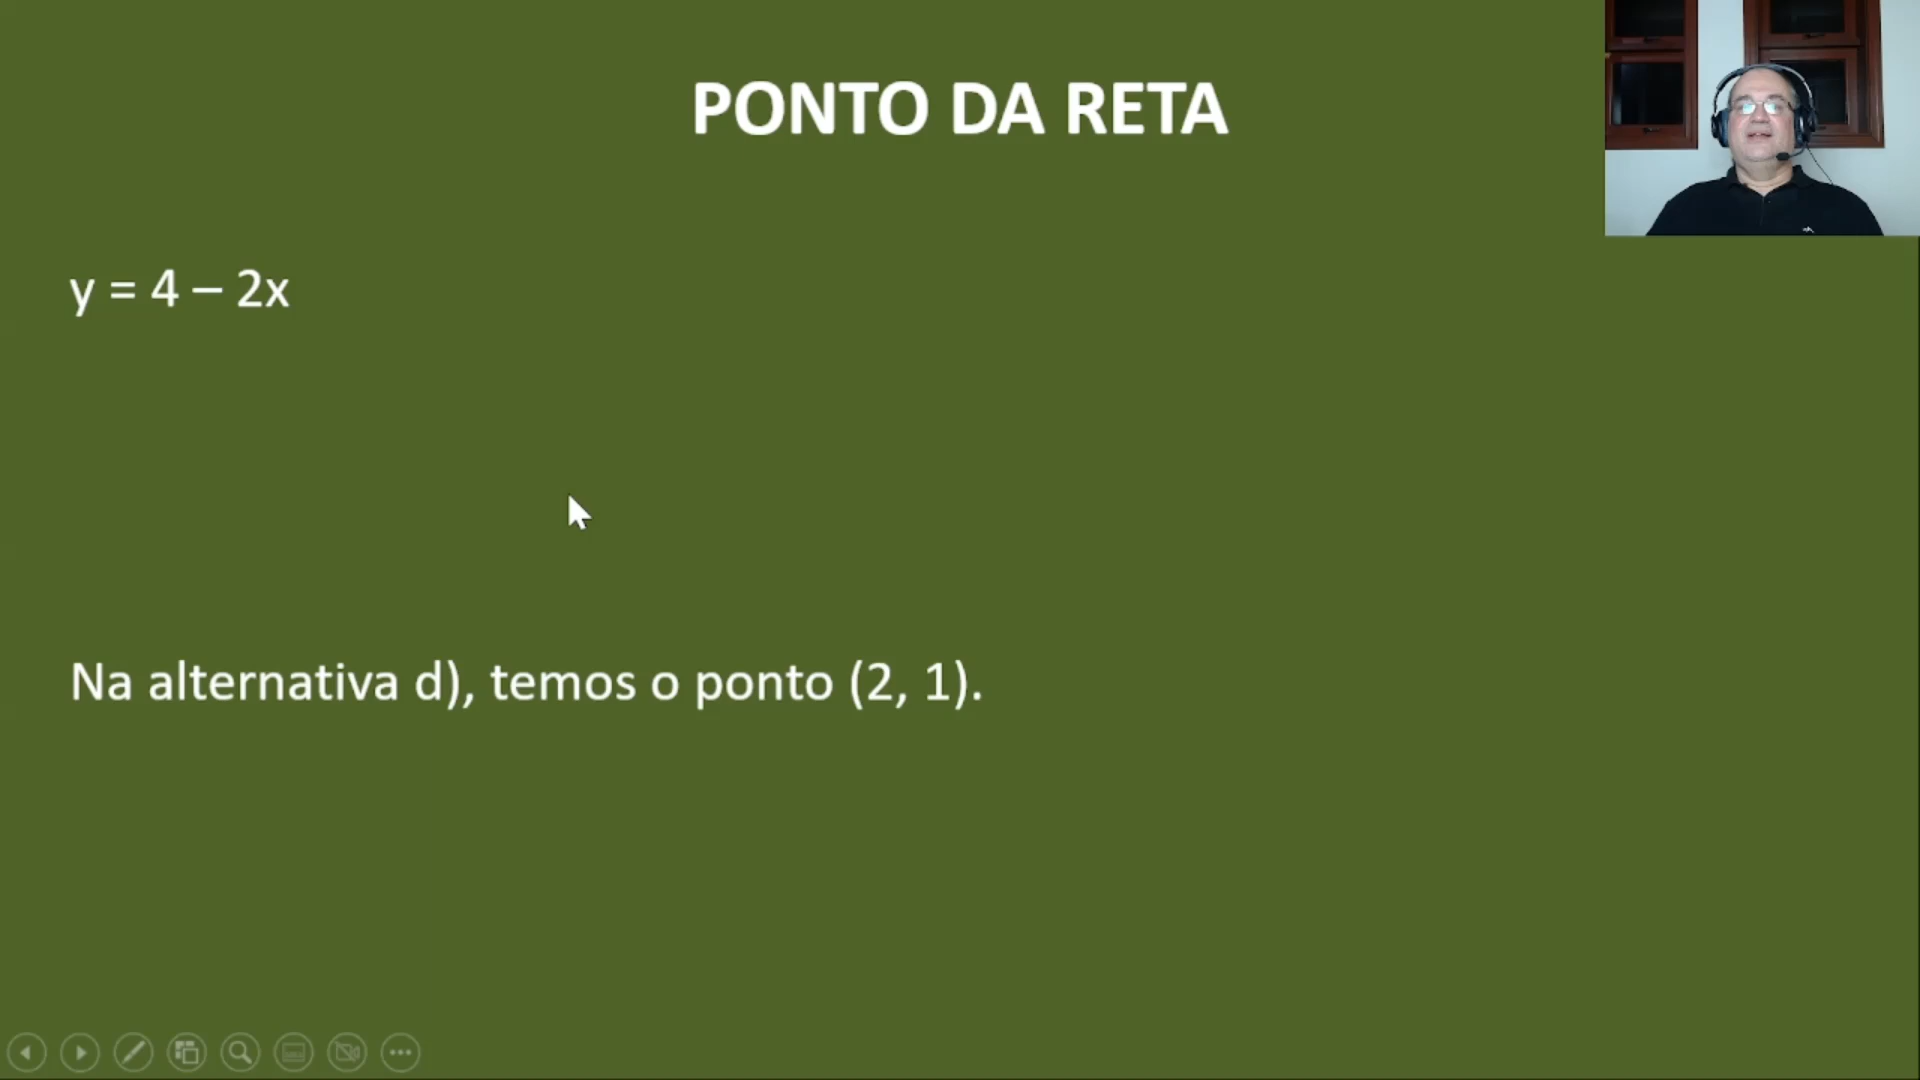 PONTO DA RETA
y = 4 – 2x
Na alternativa d), temos o ponto (2, 1).